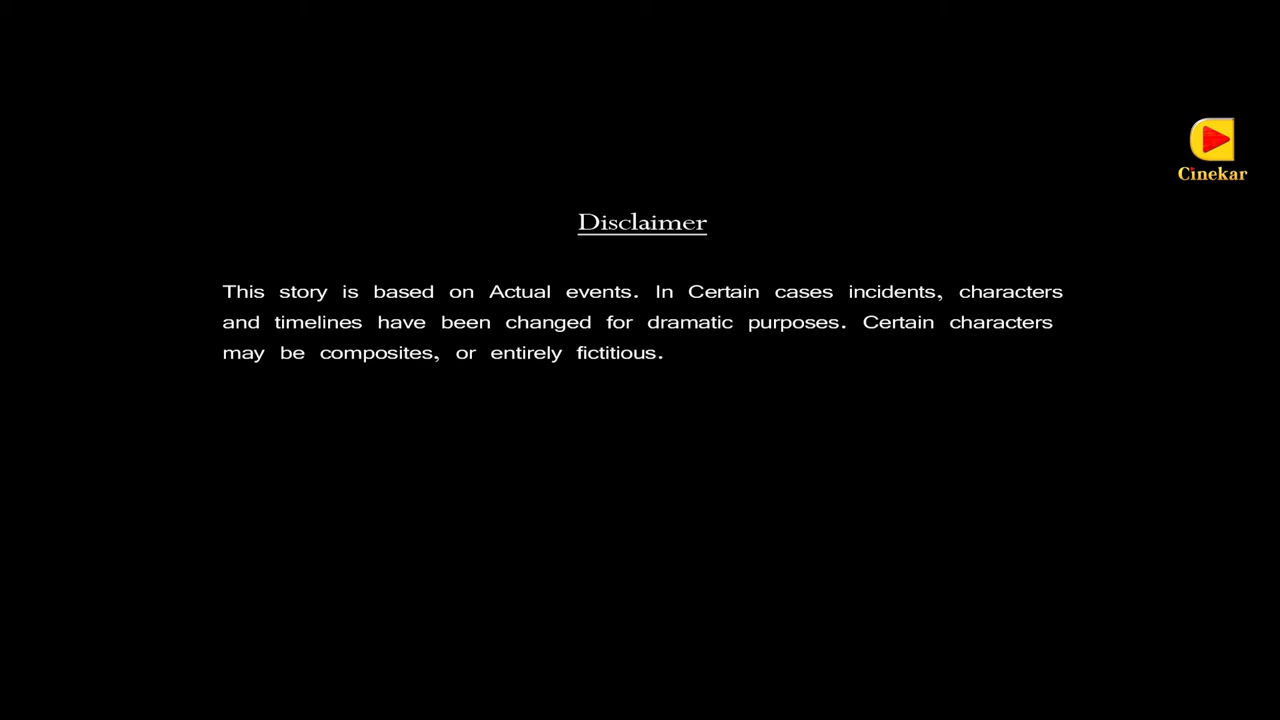 Cinekar
Disclaimer
This story is based on Actual events. In Certain cases incidents, characters
and timelines have been changed for dramatic purposes. Certain characters
may be composites, or entirely fictitious.